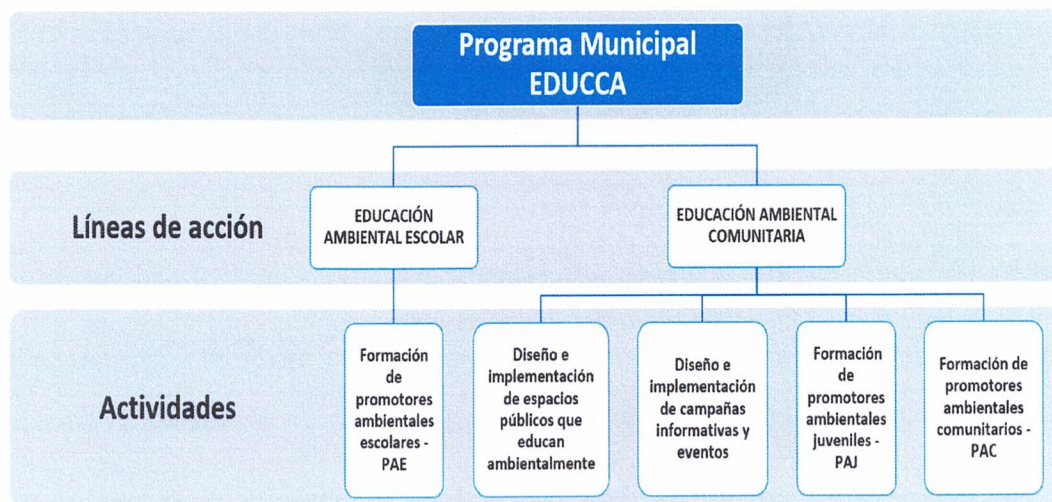 Programa Municipal
EDUCCA
Líneas de acción
EDUCACIÓN
AMBIENTAL ESCOLAR
EDUCACIÓN AMBIENTAL
COMUNITARIA
Actividades
Formación
de
promotores
ambientales
escolares -
PAE
Diseño e
implementación
de espacios
públicos que
educan
ambientalmente
Diseño e
implementación
de campañas
informativas y
eventos
Formación
de
promotores
ambientales
juveniles -
PAJ
Formación de
promotores
ambientales
comunitarios -
PAC